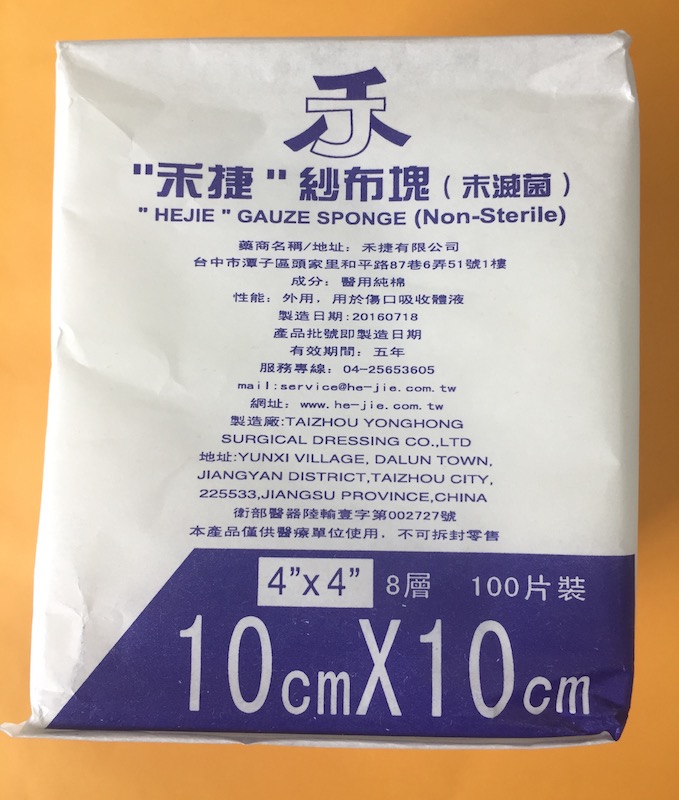 禾
"禾捷"紗布塊(未滅菌)
"HEJIE" GAUZE SPONGE (Non-Sterile)
藥商名稱/地址: 禾捷有限公司
台中市潭子區頭家里和平路87巷6弄51號1樓
成分: 醫用純棉
性能: 外用, 用於傷口吸收體液
製造日期:20160718
產品批號即製造日期
有效期間: 五年
服務專線: 04-25653605
mail:service@he-jie.com.tw
網址: www.he-jie.com.tw
製造廠:TAIZHOU YONGHONG
SURGICAL DRESSING CO.,LTD
地址:YUNXI VILLAGE, DALUN TOWN,
JIANGYAN DISTRICT,TAIZHOU CITY,
225533,JIANGSU PROVINCE,CHINA
衛部醫器陸輸壹字第002727號
本產品僅供醫療單位使用, 不可拆封零售
4"x4" 8層 100片裝
10cmX10cm